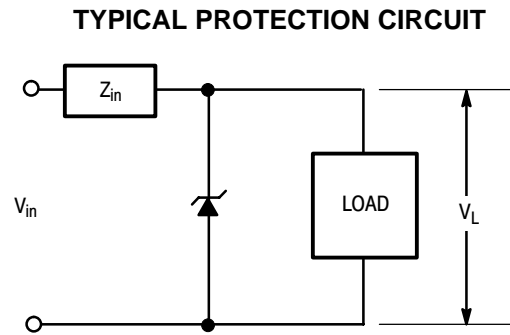 TYPICAL PROTECTION CIRCUIT
Zin
Vin
LOAD
VL